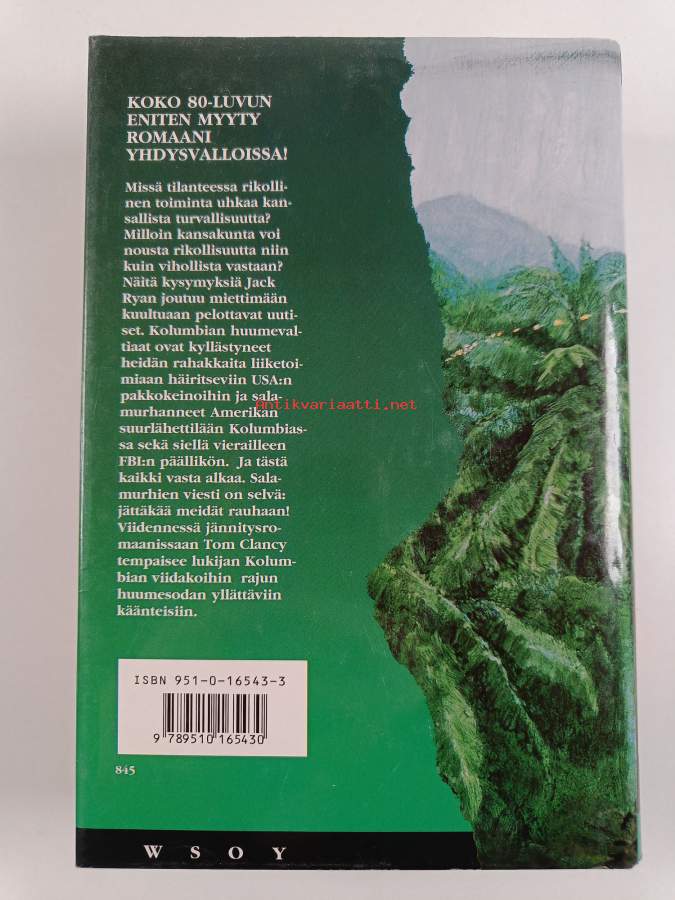 KOKO 80-LUVUN
ENITEN MYYTY
ROMAANI
YHDYSVALLOISSA!
Missä tilanteessa rikolli-
nen toiminta uhkaa kan-
sallista turvallisuutta?
Milloin kansakunta voi
nousta rikollisuutta niin
kuin vihollista vastaan?
Näitä kysymyksiä Jack
Ryan joutuu miettimään
kuultuaan pelottavat uuti-
set. Kolumbian huumeval-
tiaat ovat kyllästyneet
heidän rahakkaita liiketoi-
miaan häiritseviin USA:n
pakkokeinoihin ja sala-
murhanneet Amerikan
suurlähettilään Kolumbias-
sa sekä siellä vierailleen
FBI:n päällikön. Ja tästä
kaikki vasta alkaa. Sala-
murhien viesti on selvä:
jättäkää meidät rauhaan!
Viidennessä jännitysro-
maanissaan Tom Clancy
tempaisee lukijan Kolum-
bian viidakoihin rajun
huumesodan yllättäviin
käänteisiin.
Antikvariaatti.net
ISBN 951-0-16543-3
9 789510 165430
845
WSOY